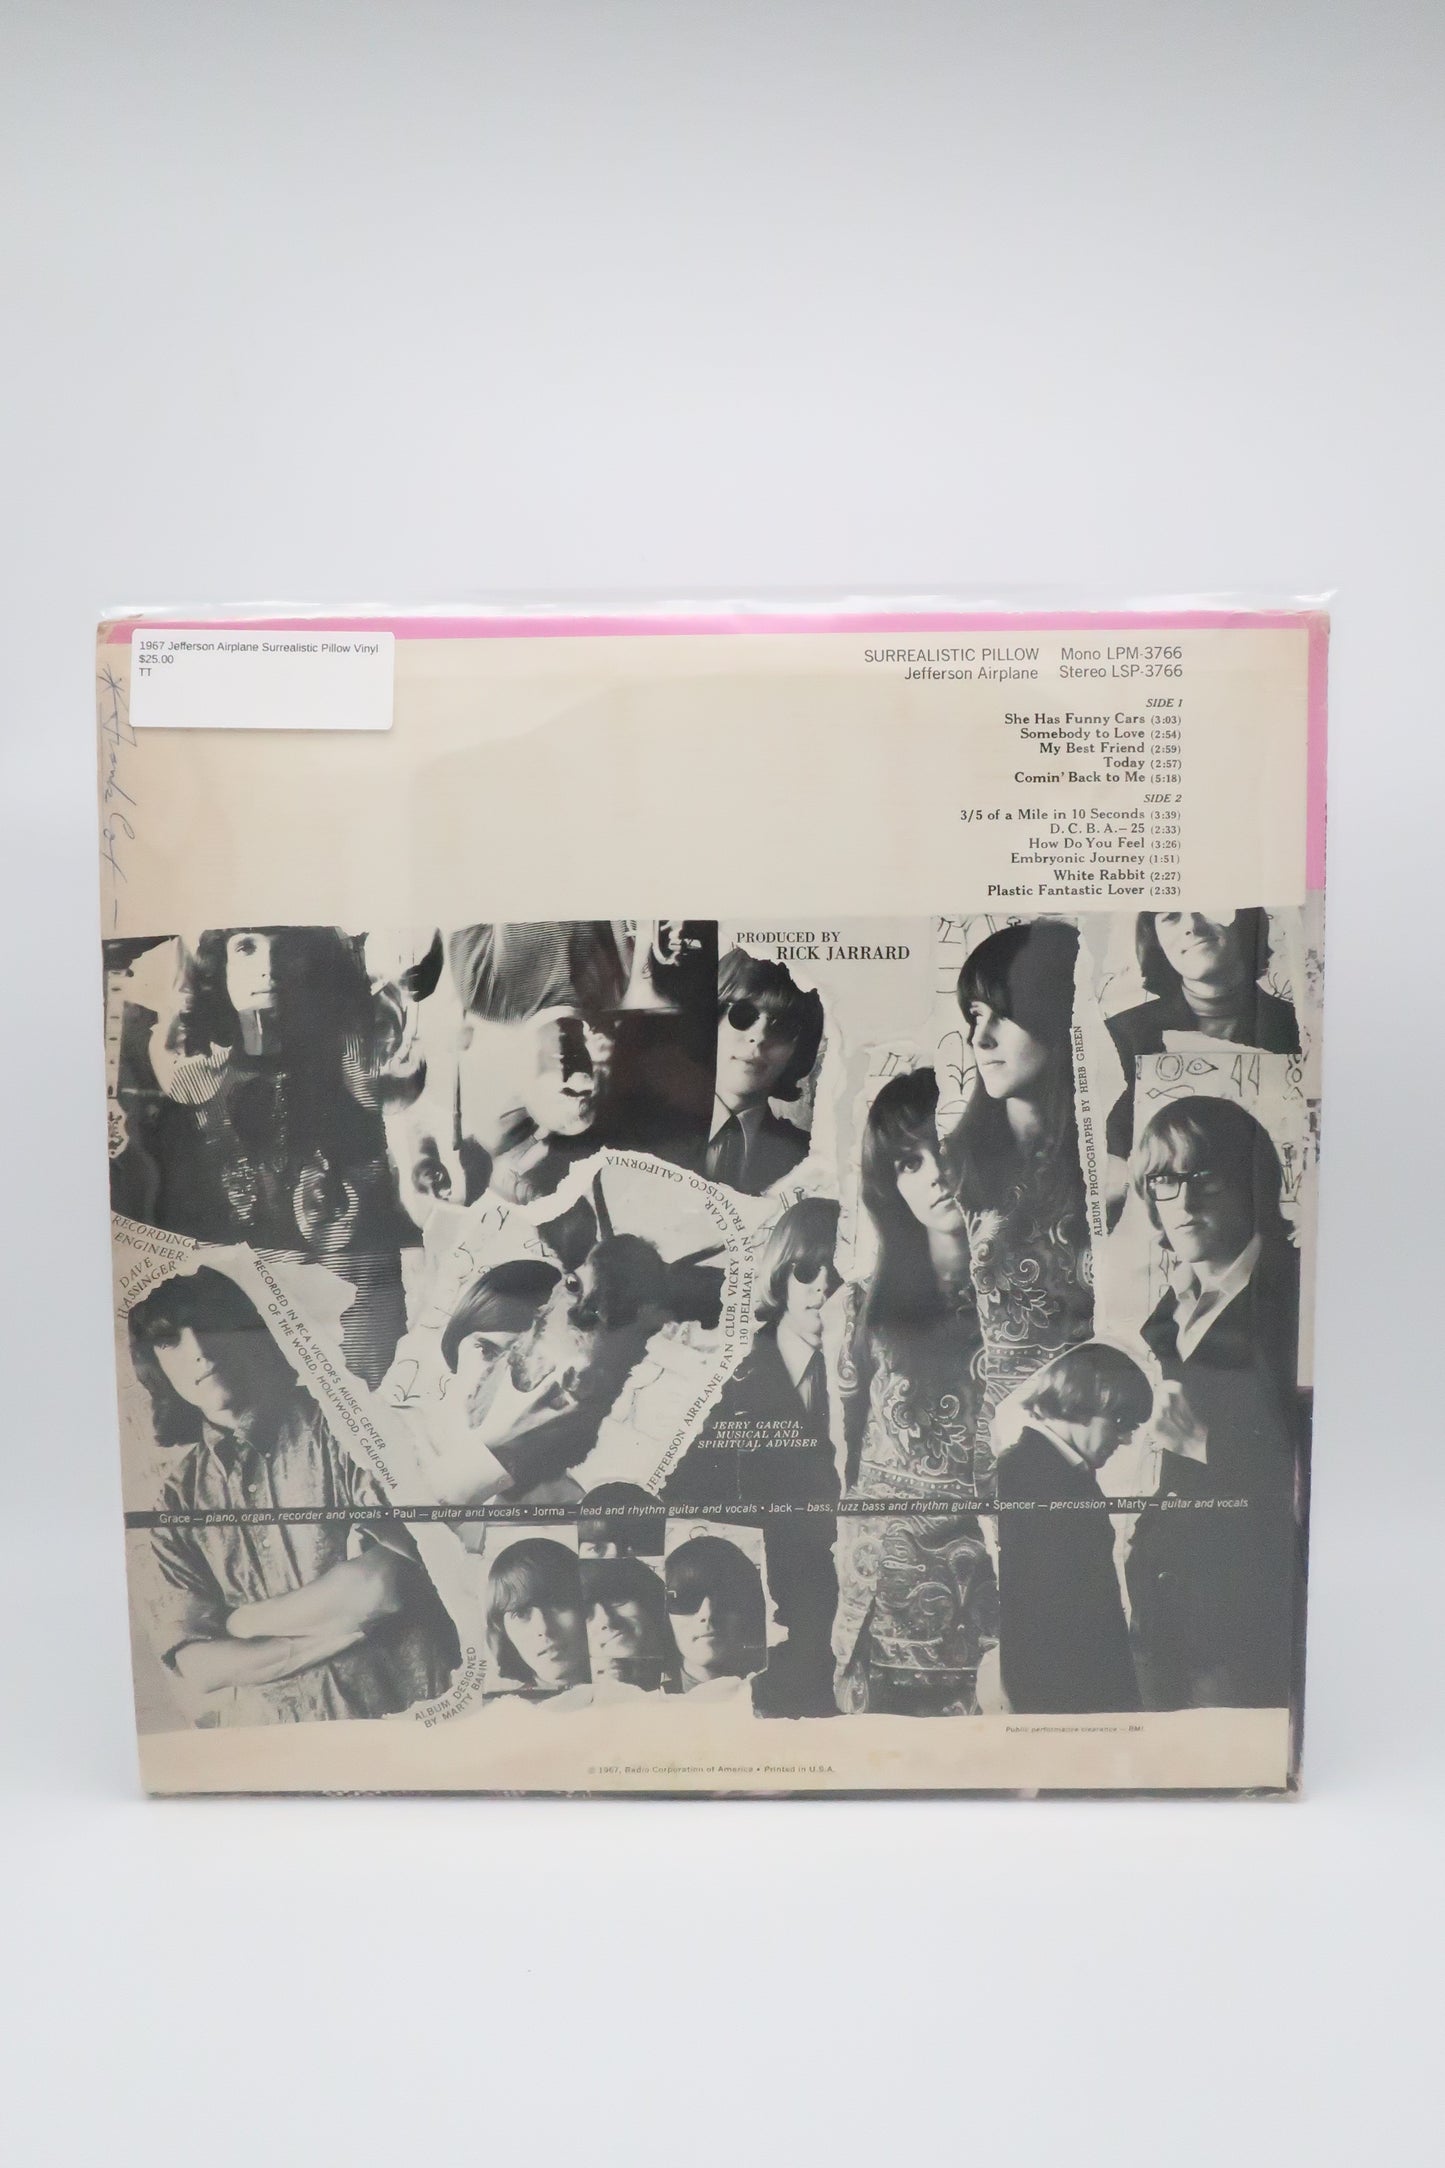 1967 Jefferson Airplane Surrealistic Pillow Vinyl
$25.00
TT
SURREALISTIC PILLOW Mono LPM-3766
Jefferson Airplane Stereo LSP-3766
SIDE 1
She Has Funny Cars (3:03)
Somebody to Love (2:54)
My Best Friend (2:59)
Today (2:57)
Comin' Back to Me (5:18)
SIDE 2
3/5 of a Mile in 10 Seconds (3:39)
D. C. B. A.–25 (2:33)
How Do You Feel (3:26)
Embryonic Journey (1:51)
White Rabbit (2:27)
Plastic Fantastic Lover (2:33)
PRODUCED BY
RICK JARRARD
ALBUM PHOTOGRAPHS BY HERB GREEN
RECORDING
ENGINEER:
DAVE
HASSINGER
RECORDED IN RCA VICTOR'S MUSIC CENTER
OF THE WORLD, HOLLYWOOD, CALIFORNIA
JEFFERSON AIRPLANE FAN CLUB, VICKY ST. CLAR,
130 DELMAR, SAN FRANCISCO, CALIFORNIA
JERRY GARCIA,
MUSICAL AND
SPIRITUAL ADVISER
Grace — piano, organ, recorder and vocals • Paul — guitar and vocals • Jorma — lead and rhythm guitar and vocals • Jack — bass, fuzz bass and rhythm guitar • Spencer — percussion • Marty — guitar and vocals
ALBUM DESIGNED
BY MARTY BALIN
Public performance clearance — BMI.
© 1967, Radio Corporation of America • Printed in U.S.A.